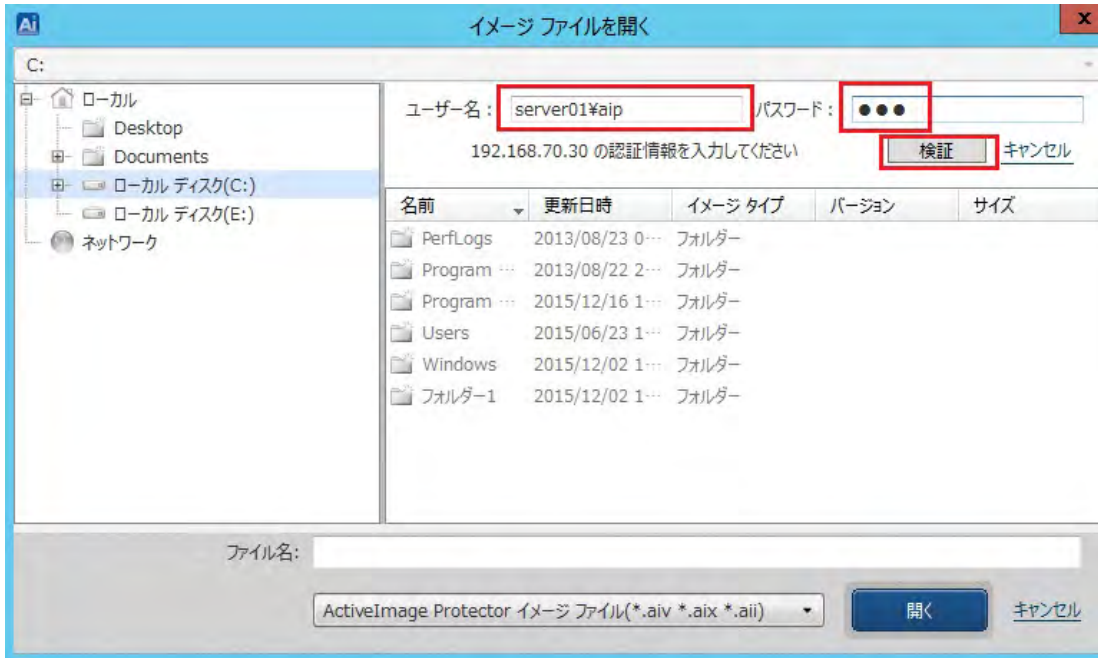 Ai イメージ ファイルを開く x
C:
ローカル
Desktop
Documents
ローカル ディスク(C:)
ローカル ディスク(E:)
ネットワーク
ユーザー名: server01¥aip パスワード: ●●●
192.168.70.30 の認証情報を入力してください 検証 キャンセル
名前 更新日時 イメージ タイプ バージョン サイズ
PerfLogs 2013/08/23 0… フォルダー
Program … 2013/08/22 2… フォルダー
Program … 2015/12/16 1… フォルダー
Users 2015/06/23 1… フォルダー
Windows 2015/12/02 1… フォルダー
フォルダー1 2015/12/02 1… フォルダー
ファイル名:
ActiveImage Protector イメージ ファイル(*.aiv *.aix *.aii) 開く キャンセル